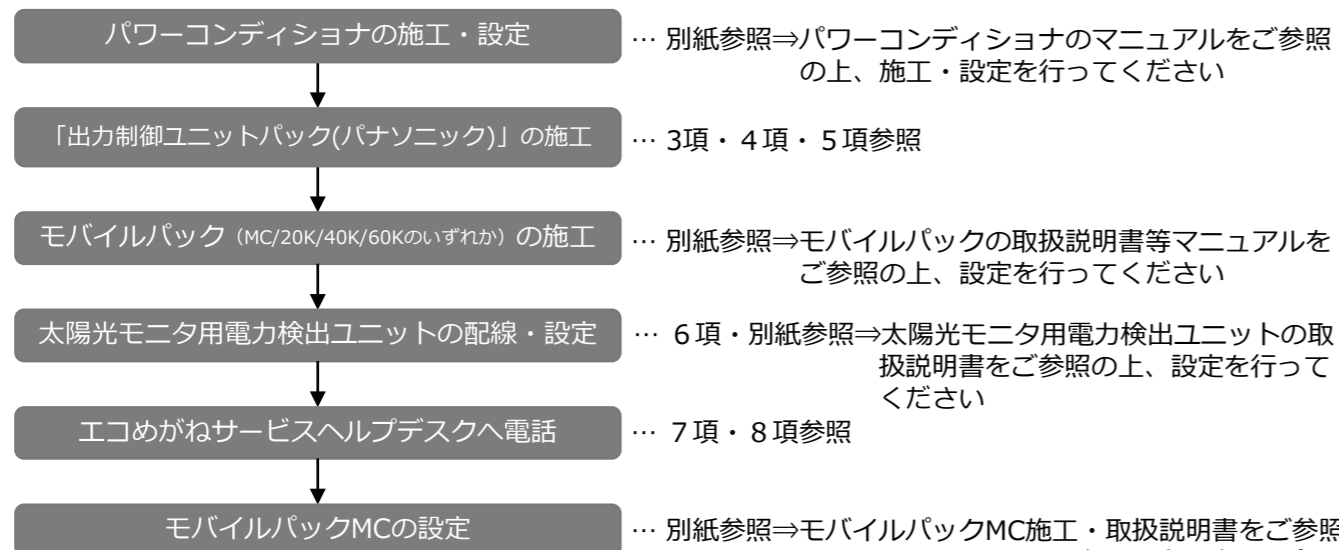 パワーコンディショナの施工・設定
… 別紙参照⇒パワーコンディショナのマニュアルをご参照
の上、施工・設定を行ってください
「出力制御ユニットパック(パナソニック)」の施工
… 3項・４項・５項参照
モバイルパック（MC/20K/40K/60Kのいずれか）の施工
… 別紙参照⇒モバイルパックの取扱説明書等マニュアルを
ご参照の上、設定を行ってください
太陽光モニタ用電力検出ユニットの配線・設定
… ６項・別紙参照⇒太陽光モニタ用電力検出ユニットの取
扱説明書をご参照の上、設定を行って
ください
エコめがねサービスヘルプデスクへ電話
… ７項・８項参照
モバイルパックMCの設定
… 別紙参照⇒モバイルパックMC施工・取扱説明書をご参照